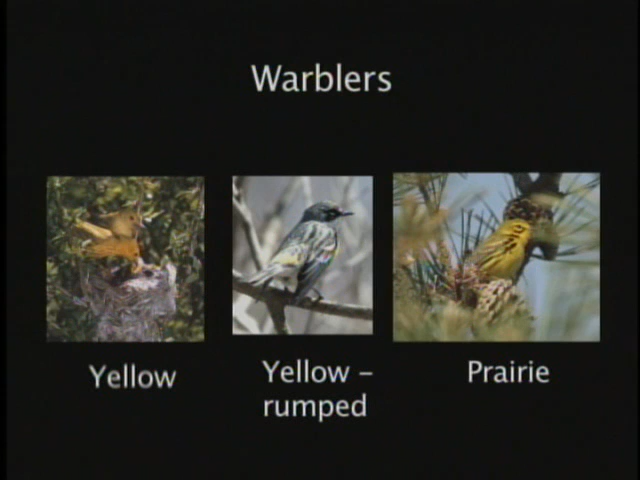 Warblers
Yellow
Yellow –
rumped
Prairie